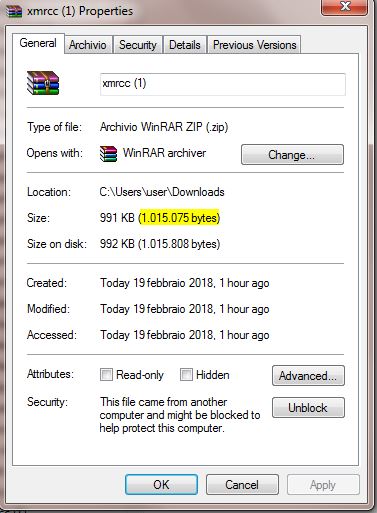 xmrcc (1) Properties
General Archivio Security Details Previous Versions
xmrcc (1)
Type of file: Archivio WinRAR ZIP (.zip)
Opens with: WinRAR archiver Change...
Location: C:\Users\user\Downloads
Size: 991 KB (1.015.075 bytes)
Size on disk: 992 KB (1.015.808 bytes)
Created: Today 19 febbraio 2018, 1 hour ago
Modified: Today 19 febbraio 2018, 1 hour ago
Accessed: Today 19 febbraio 2018, 1 hour ago
Attributes: Read-only Hidden Advanced...
Security: This file came from another
computer and might be blocked to
help protect this computer.
Unblock
OK Cancel Apply